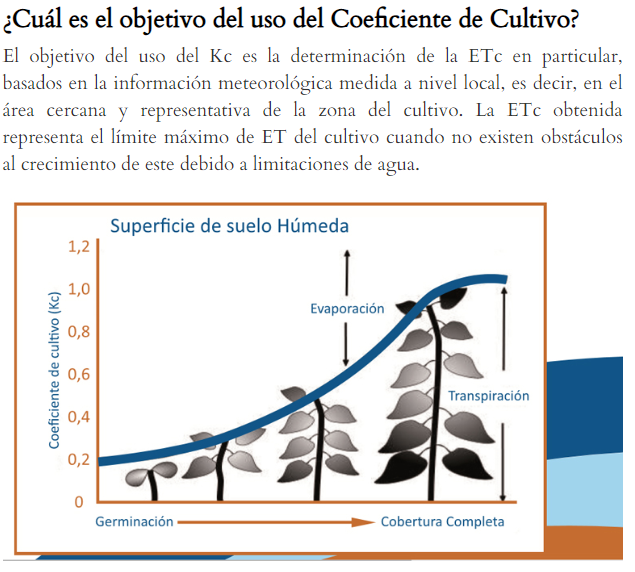 ¿Cuál es el objetivo del uso del Coeficiente de Cultivo?
El objetivo del uso del Kc es la determinación de la ETc en particular,
basados en la información meteorológica medida a nivel local, es decir, en el
área cercana y representativa de la zona del cultivo. La ETc obtenida
representa el límite máximo de ET del cultivo cuando no existen obstáculos
al crecimiento de este debido a limitaciones de agua.
Superficie de suelo Húmeda
1,2
1,0
Evaporación
0,8
Coeficiente de cultivo (Kc)
0,6
Transpiración
0,4
0,2
0
Germinación
Cobertura Completa